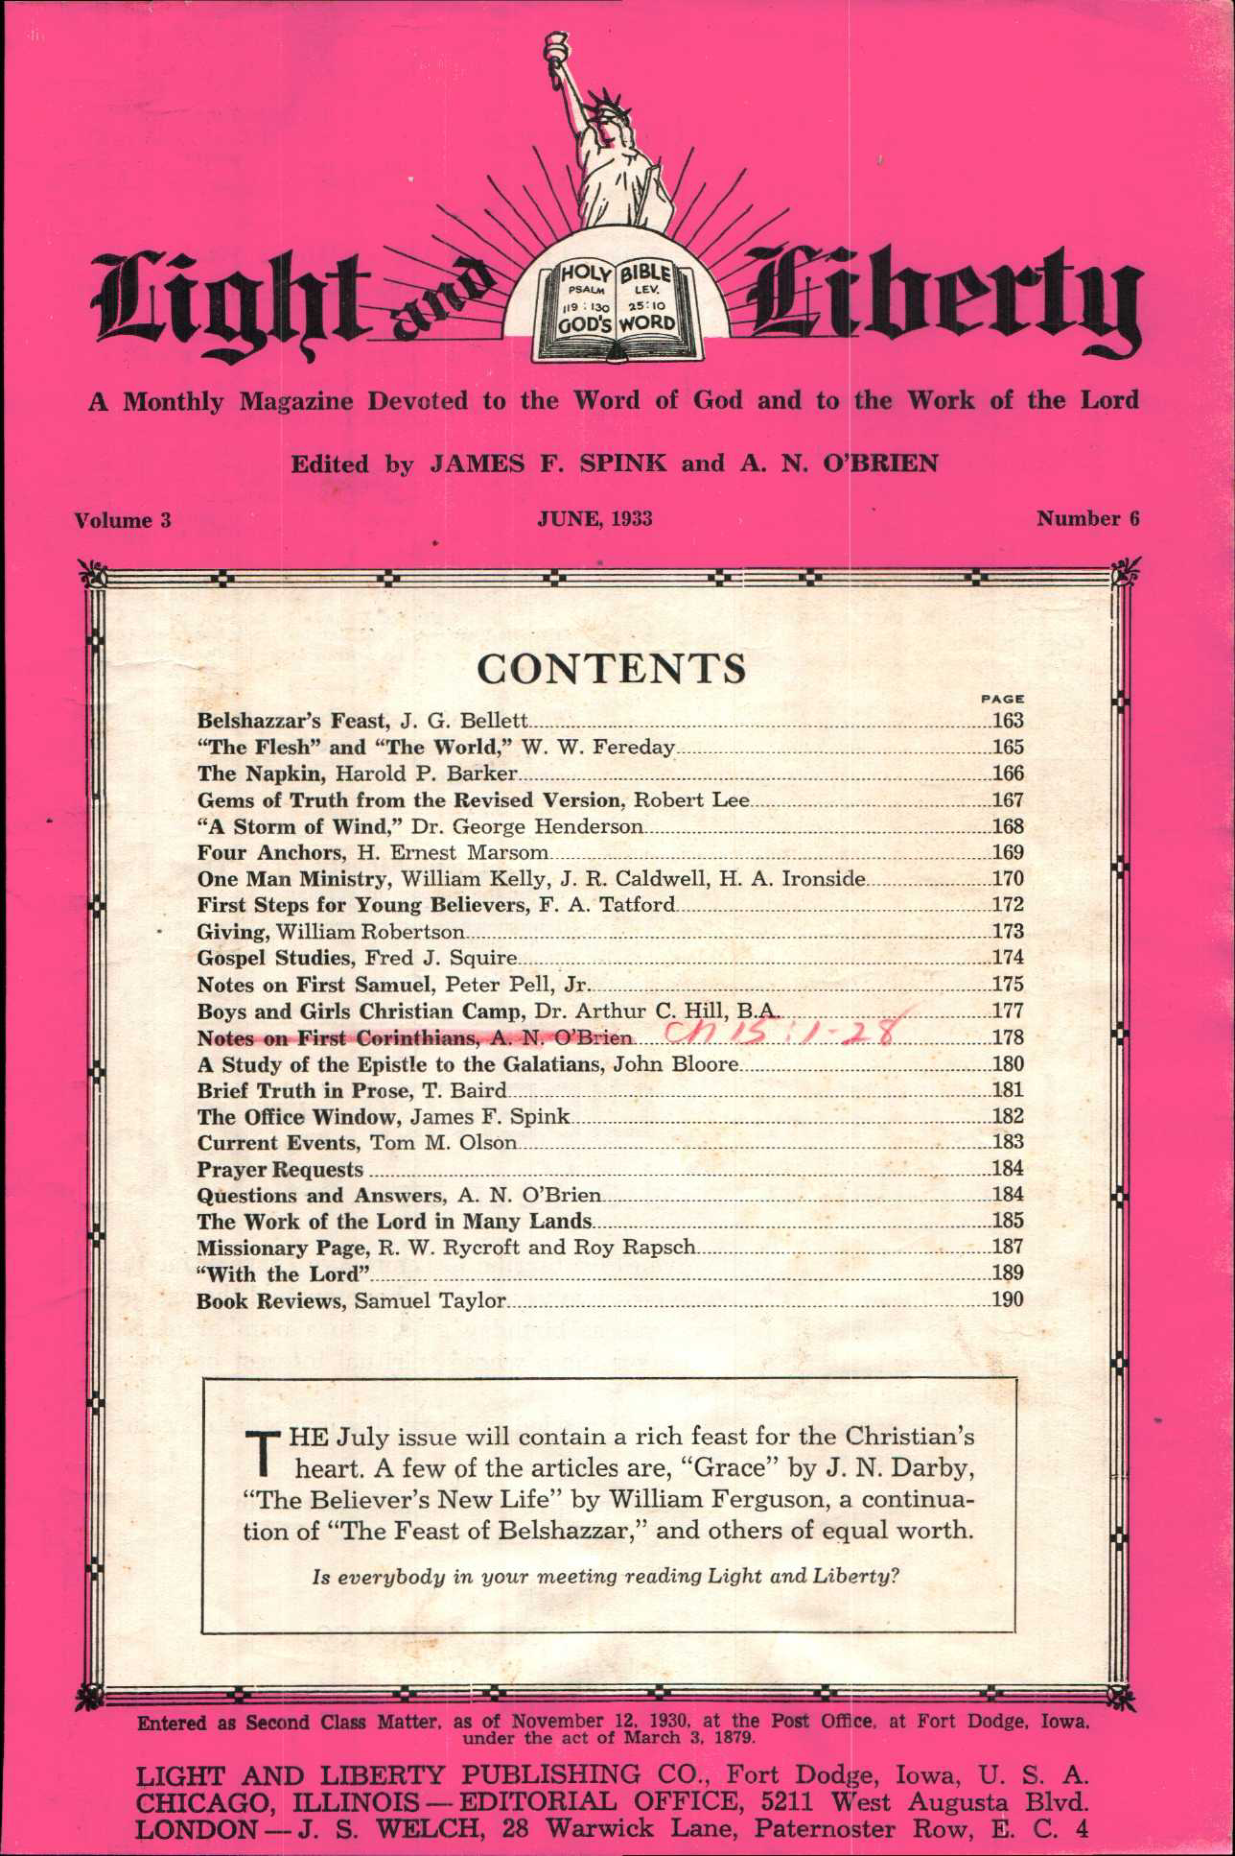 Light and Liberty
HOLY BIBLE
PSALM LEV.
119:130 25:10
GOD'S WORD
A Monthly Magazine Devoted to the Word of God and to the Work of the Lord
Edited by JAMES F. SPINK and A. N. O'BRIEN
Volume 3 JUNE, 1933 Number 6
CONTENTS
PAGE
Belshazzar's Feast, J. G. Bellett 163
“The Flesh” and “The World,” W. W. Fereday 165
The Napkin, Harold P. Barker 166
Gems of Truth from the Revised Version, Robert Lee 167
“A Storm of Wind,” Dr. George Henderson 168
Four Anchors, H. Ernest Marsom 169
One Man Ministry, William Kelly, J. R. Caldwell, H. A. Ironside 170
First Steps for Young Believers, F. A. Tatford 172
Giving, William Robertson 173
Gospel Studies, Fred J. Squire 174
Notes on First Samuel, Peter Pell, Jr. 175
Boys and Girls Christian Camp, Dr. Arthur C. Hill, B.A. 177
Notes on First Corinthians, A. N. O'Brien Ch 15:1-28 178
A Study of the Epistle to the Galatians, John Bloore 180
Brief Truth in Prose, T. Baird 181
The Office Window, James F. Spink 182
Current Events, Tom M. Olson 183
Prayer Requests 184
Questions and Answers, A. N. O'Brien 184
The Work of the Lord in Many Lands 185
Missionary Page, R. W. Rycroft and Roy Rapsch 187
“With the Lord” 189
Book Reviews, Samuel Taylor 190
THE July issue will contain a rich feast for the Christian's
heart. A few of the articles are, “Grace” by J. N. Darby,
“The Believer's New Life” by William Ferguson, a continua-
tion of “The Feast of Belshazzar,” and others of equal worth.
Is everybody in your meeting reading Light and Liberty?
Entered as Second Class Matter, as of November 12, 1930, at the Post Office, at Fort Dodge, Iowa,
under the act of March 3, 1879.
LIGHT AND LIBERTY PUBLISHING CO., Fort Dodge, Iowa, U. S. A.
CHICAGO, ILLINOIS — EDITORIAL OFFICE, 5211 West Augusta Blvd.
LONDON — J. S. WELCH, 28 Warwick Lane, Paternoster Row, E. C. 4